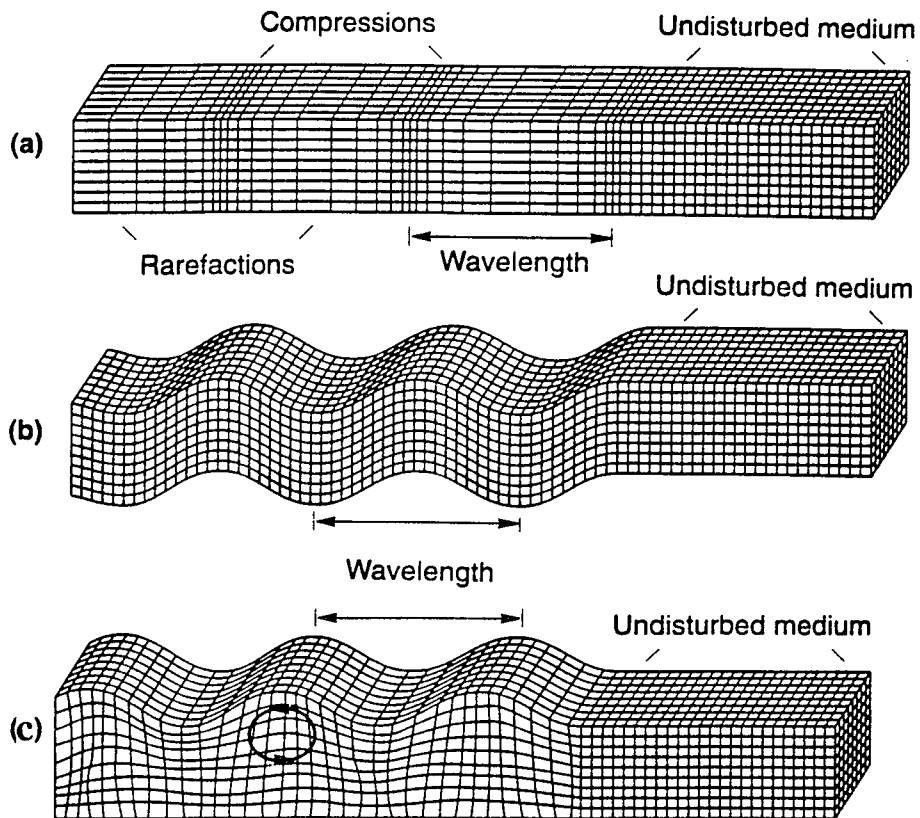 Compressions
Undisturbed medium
(a)
Rarefactions
Wavelength
Undisturbed medium
(b)
Wavelength
Undisturbed medium
(c)